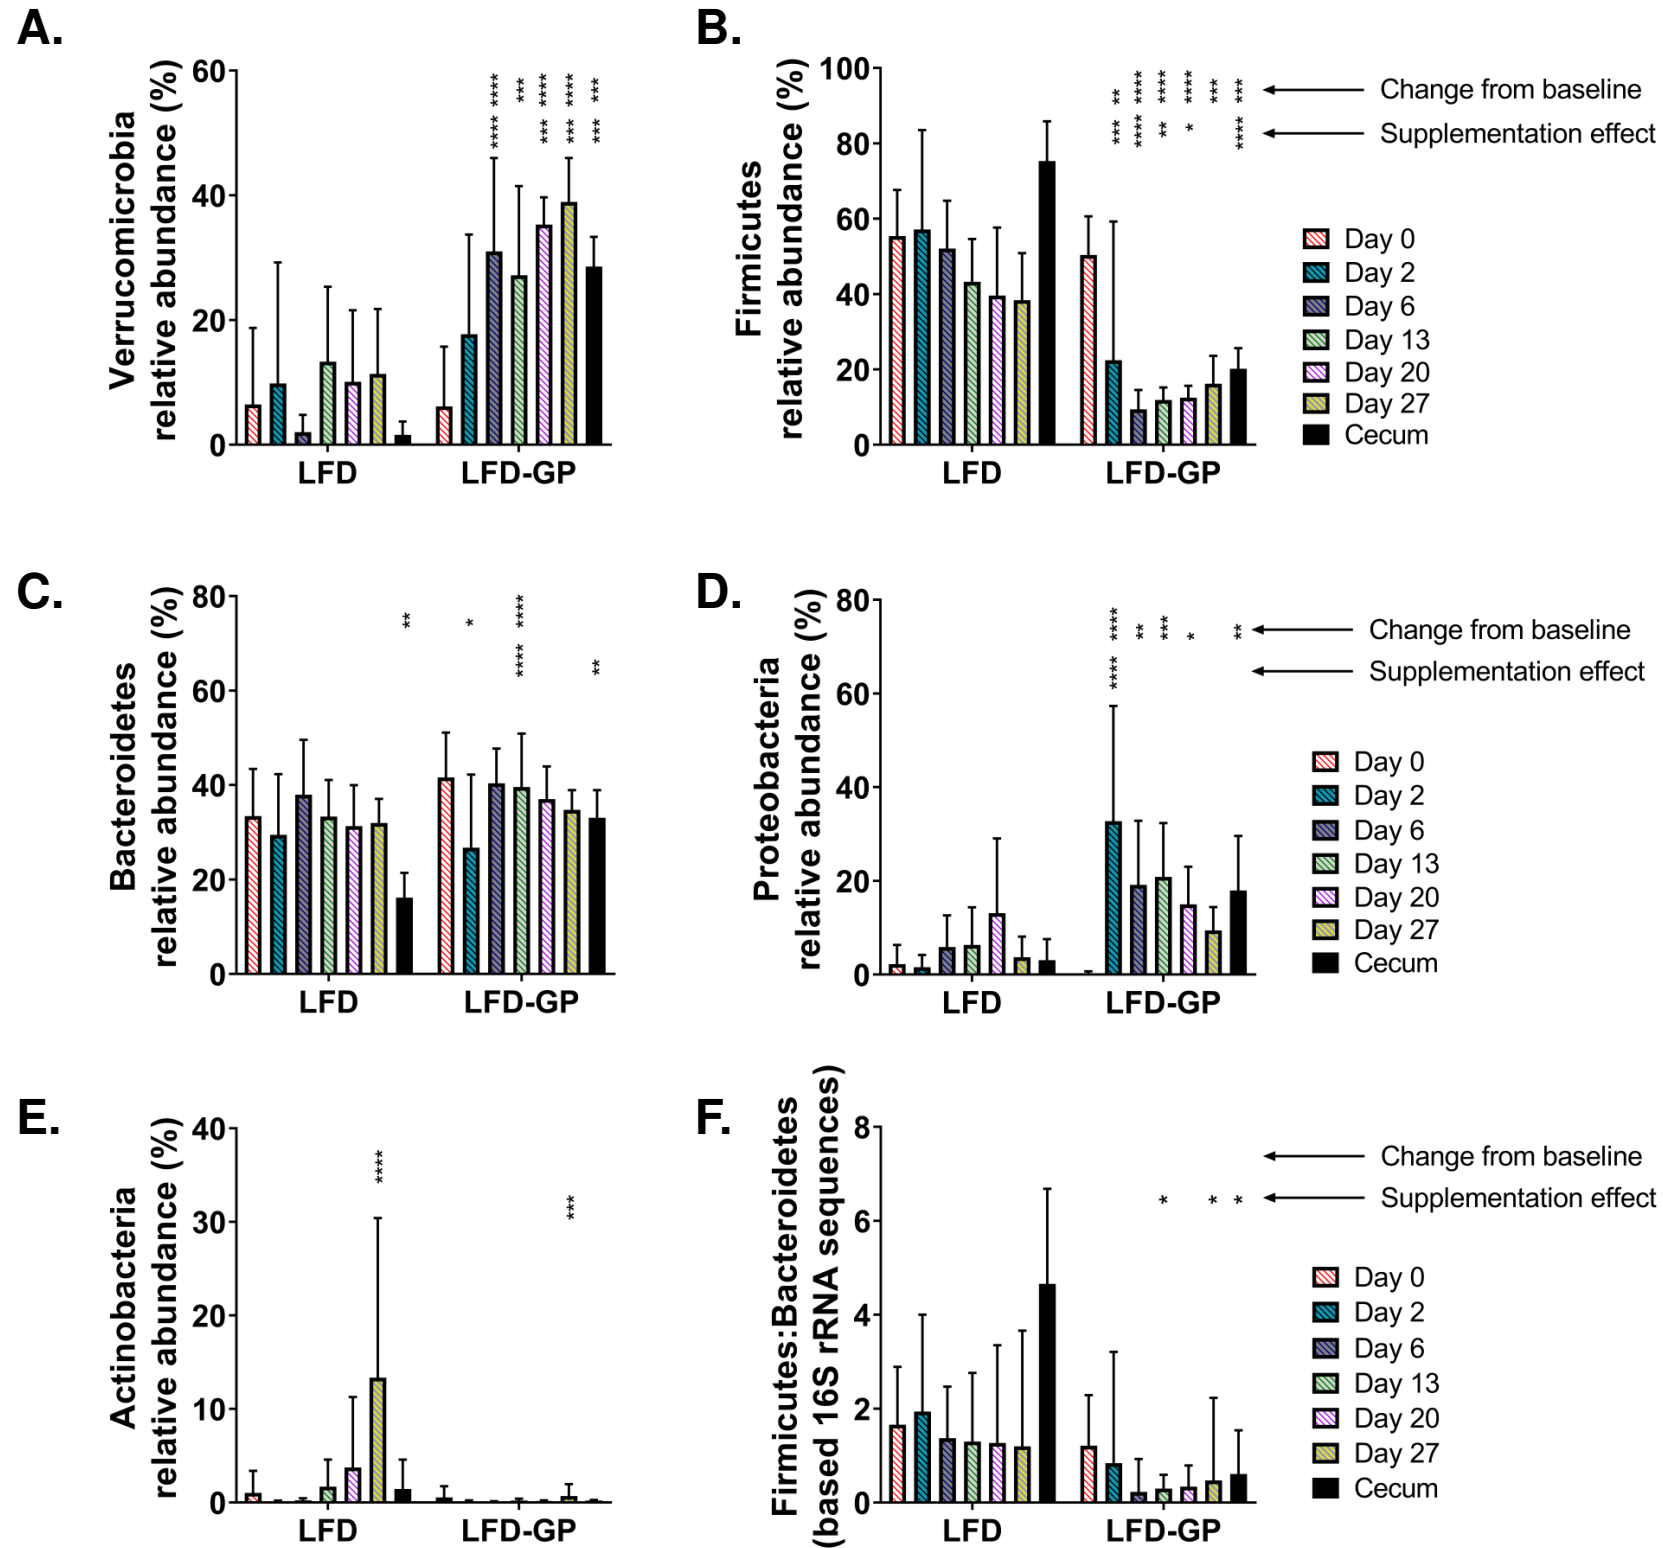 A.
Verrucomicrobia
relative abundance (%)
60
40
20
0
**** **** *** **** **** ***
**** *** *** ***
LFD
LFD-GP
B.
Firmicutes
relative abundance (%)
100
80
60
40
20
0
** **** **** **** *** ***
*** **** ** * ****
Change from baseline
Supplementation effect
LFD
LFD-GP
Day 0
Day 2
Day 6
Day 13
Day 20
Day 27
Cecum
C.
Bacteroidetes
relative abundance (%)
80
60
40
20
0
** * ****
**** **
LFD
LFD-GP
D.
Proteobacteria
relative abundance (%)
80
60
40
20
0
**** ** *** * **
****
Change from baseline
Supplementation effect
LFD
LFD-GP
Day 0
Day 2
Day 6
Day 13
Day 20
Day 27
Cecum
E.
Actinobacteria
relative abundance (%)
40
30
20
10
0
****
***
LFD
LFD-GP
F.
Firmicutes:Bacteroidetes
(based 16S rRNA sequences)
8
6
4
2
0
* * *
Change from baseline
Supplementation effect
LFD
LFD-GP
Day 0
Day 2
Day 6
Day 13
Day 20
Day 27
Cecum